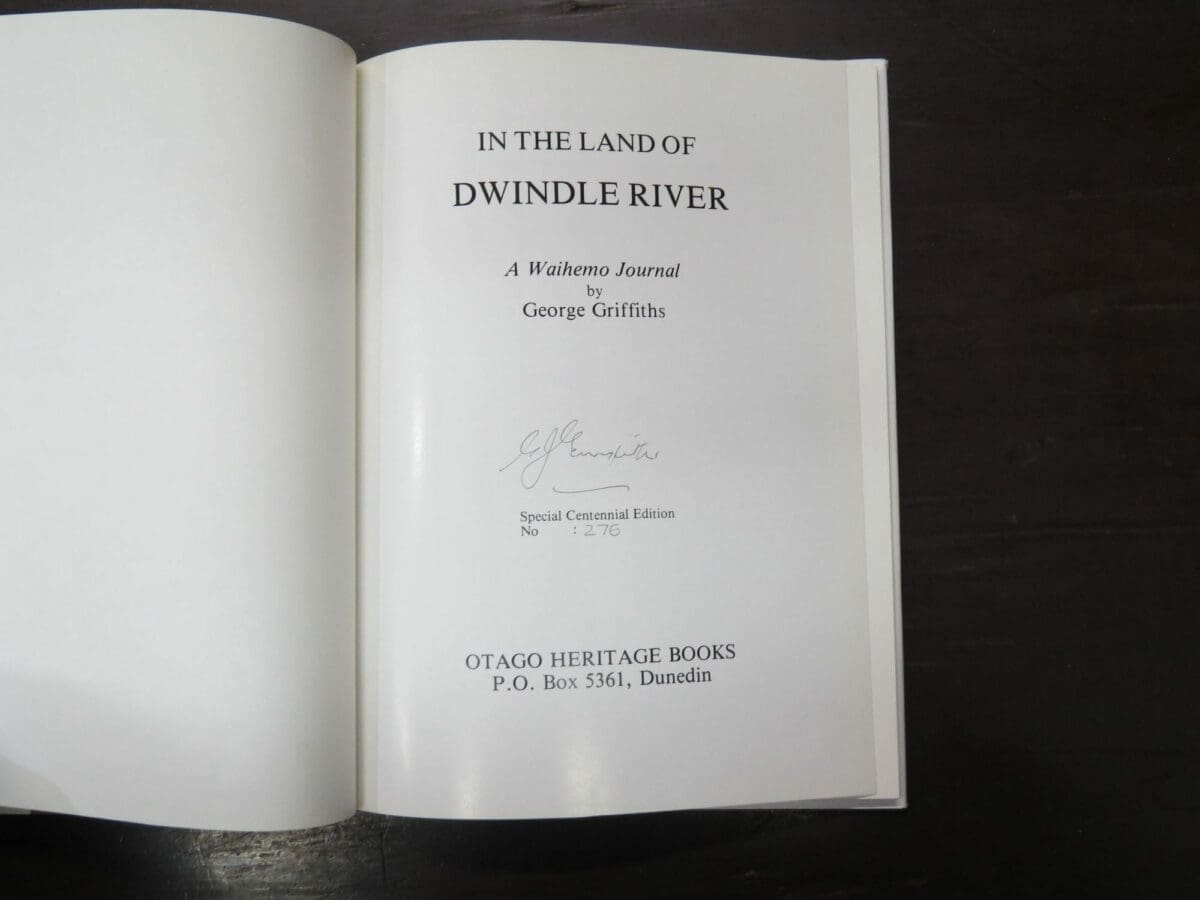 IN THE LAND OF
DWINDLE RIVER
A Waihemo Journal
by
George Griffiths
Special Centennial Edition
No : 276
OTAGO HERITAGE BOOKS
P.O. Box 5361, Dunedin